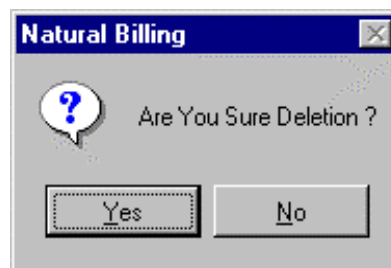 Natural Billing
?
Are You Sure Deletion ?
Yes
No